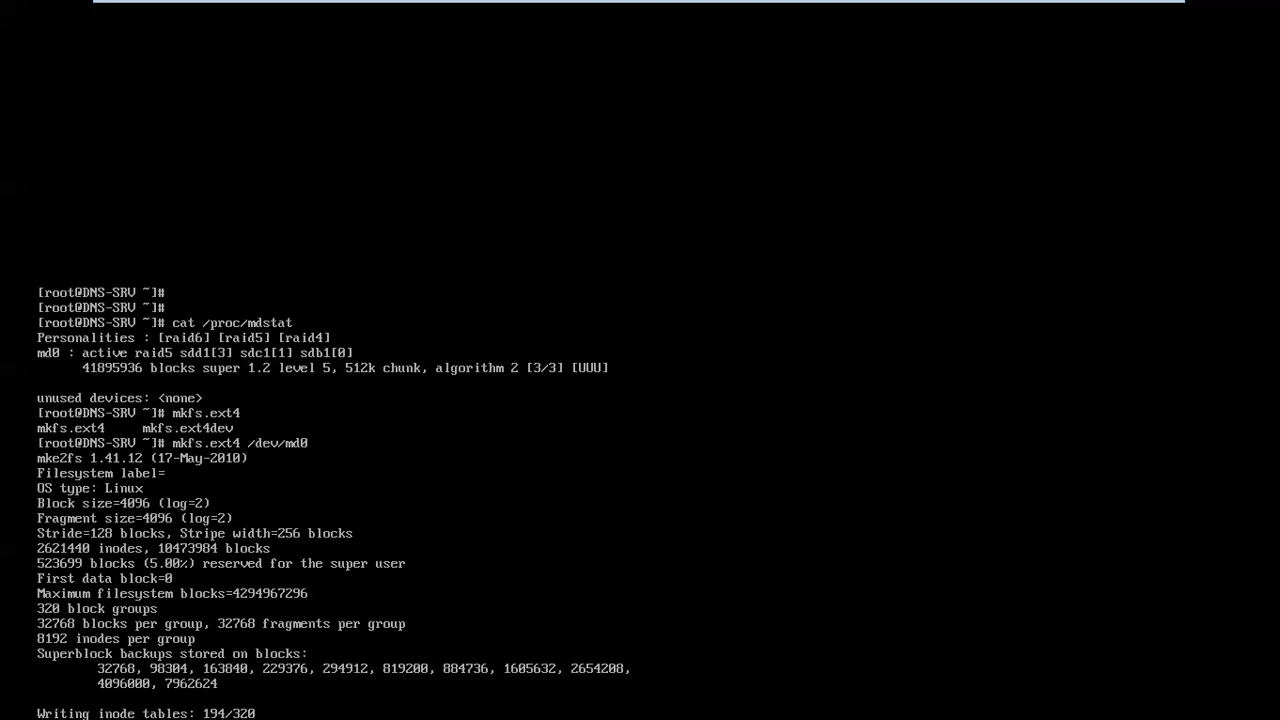 [root@DNS-SRV ~]#
[root@DNS-SRV ~]#
[root@DNS-SRV ~]# cat /proc/mdstat
Personalities : [raid6] [raid5] [raid4]
md0 : active raid5 sdd1[3] sdc1[1] sdb1[0]
      41895936 blocks super 1.2 level 5, 512k chunk, algorithm 2 [3/3] [UUU]
unused devices: <none>
[root@DNS-SRV ~]# mkfs.ext4
mkfs.ext4     mkfs.ext4dev
[root@DNS-SRV ~]# mkfs.ext4 /dev/md0
mke2fs 1.41.12 (17-May-2010)
Filesystem label=
OS type: Linux
Block size=4096 (log=2)
Fragment size=4096 (log=2)
Stride=128 blocks, Stripe width=256 blocks
2621440 inodes, 10473984 blocks
523699 blocks (5.00%) reserved for the super user
First data block=0
Maximum filesystem blocks=4294967296
320 block groups
32768 blocks per group, 32768 fragments per group
8192 inodes per group
Superblock backups stored on blocks:
        32768, 98304, 163840, 229376, 294912, 819200, 884736, 1605632, 2654208,
        4096000, 7962624
Writing inode tables: 194/320